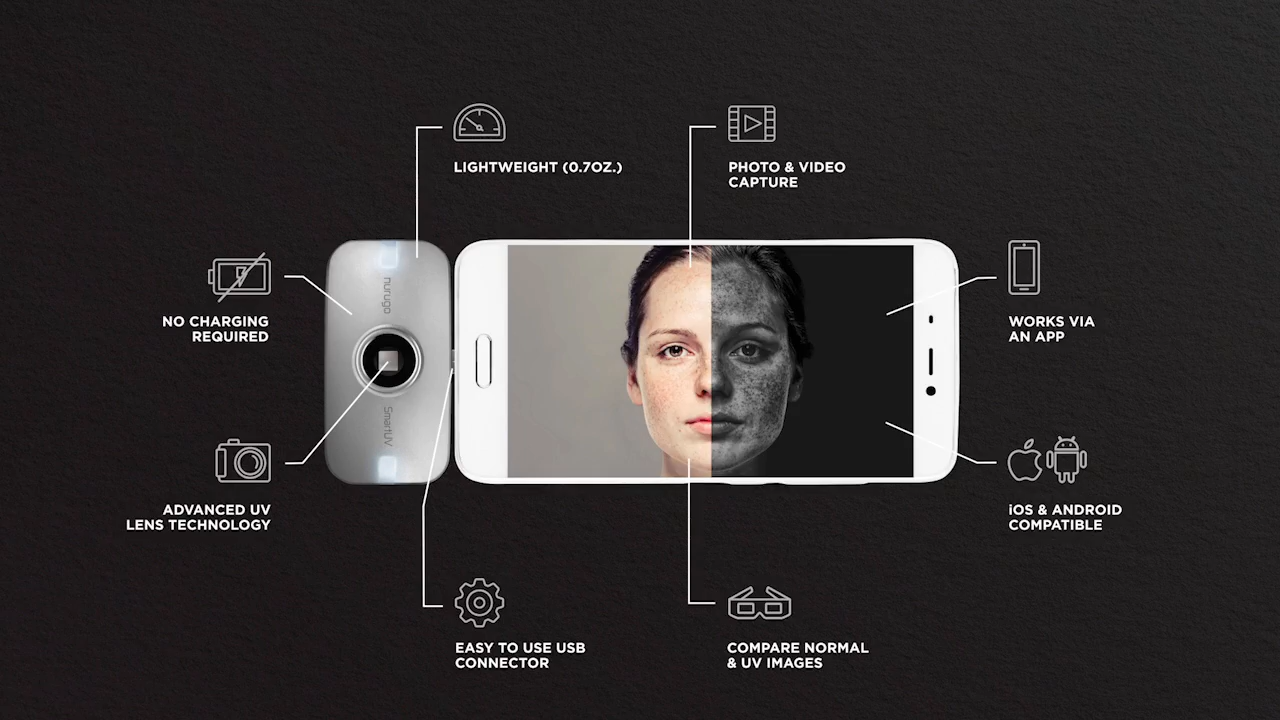 LIGHTWEIGHT (0.7OZ.)
PHOTO & VIDEO
CAPTURE
NO CHARGING
REQUIRED
nurugo
SmartUV
WORKS VIA
AN APP
ADVANCED UV
LENS TECHNOLOGY
iOS & ANDROID
COMPATIBLE
EASY TO USE USB
CONNECTOR
COMPARE NORMAL
& UV IMAGES